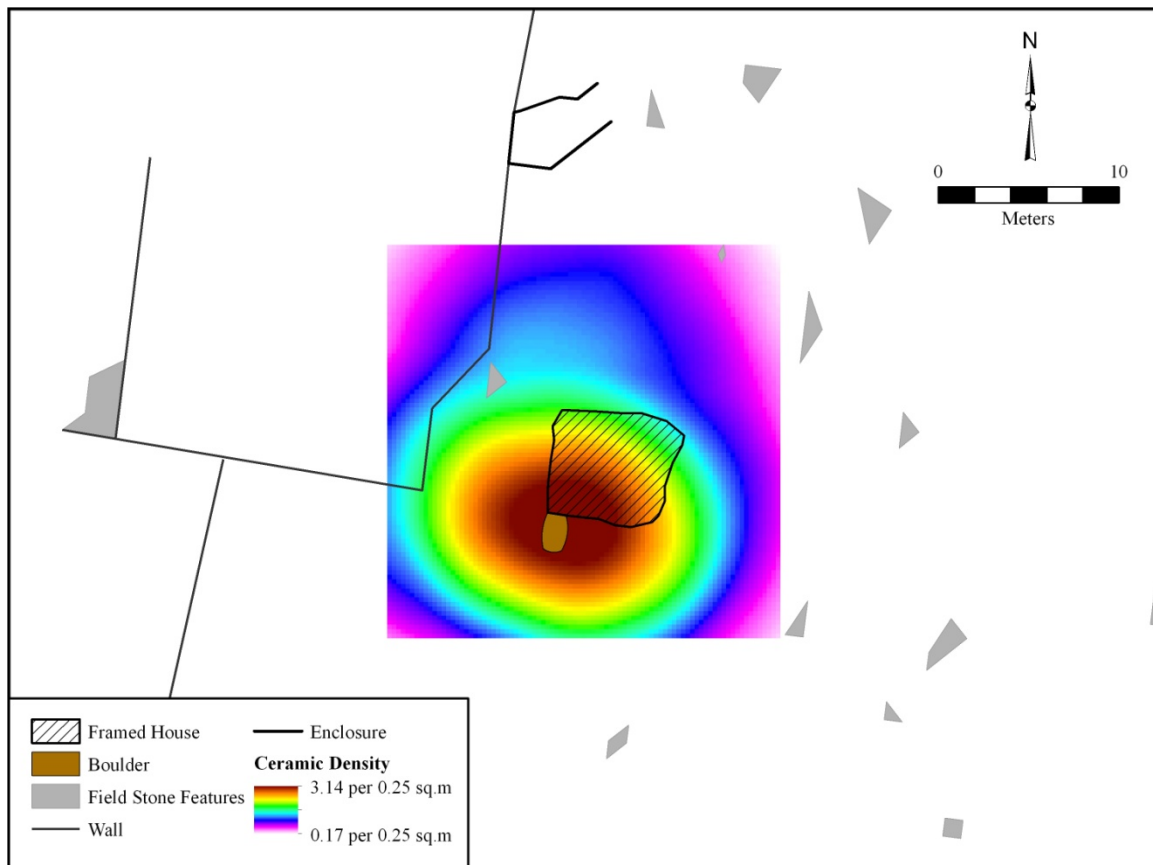 N
0 10
Meters
Framed House
Boulder
Field Stone Features
Wall
Enclosure
Ceramic Density
3.14 per 0.25 sq.m
0.17 per 0.25 sq.m